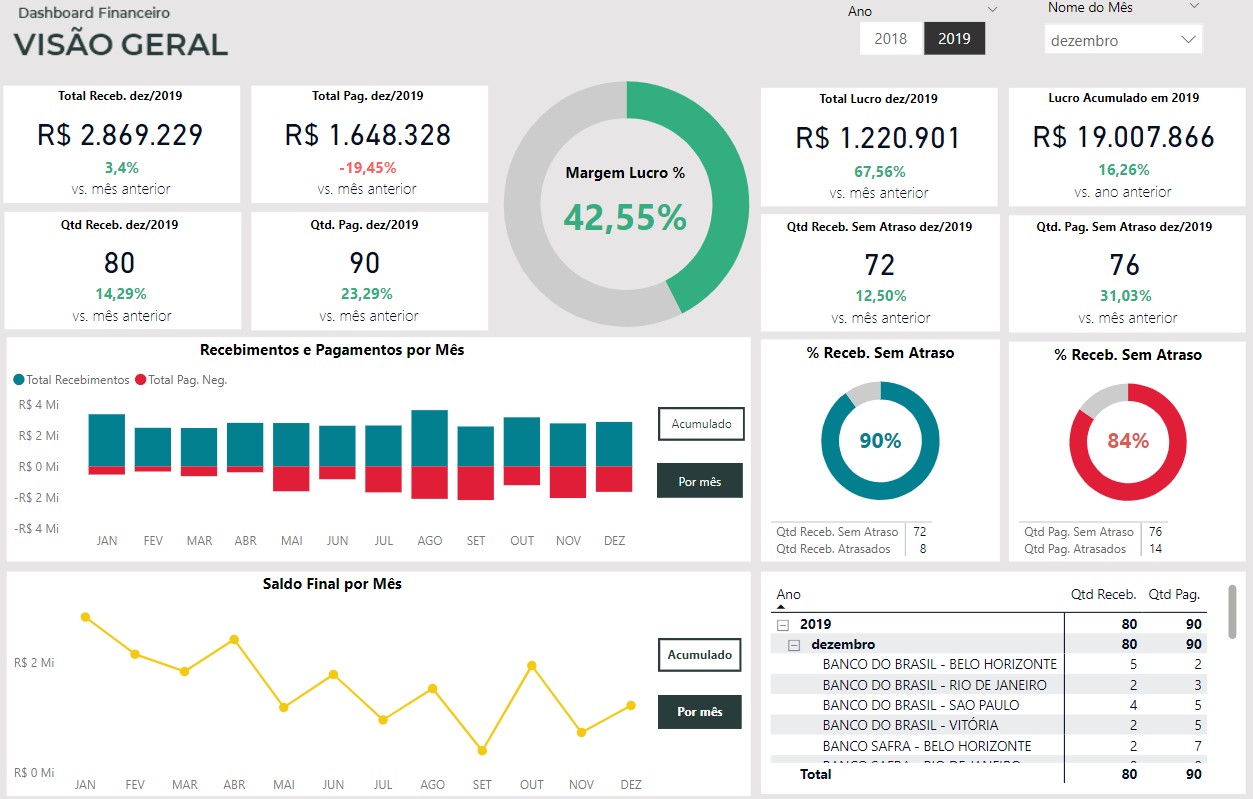 Dashboard Financeiro
VISÃO GERAL
Ano
2018
2019
Nome do Mês
dezembro
Total Receb. dez/2019
R$ 2.869.229
3,4%
vs. mês anterior
Total Pag. dez/2019
R$ 1.648.328
-19,45%
vs. mês anterior
Qtd Receb. dez/2019
80
14,29%
vs. mês anterior
Qtd. Pag. dez/2019
90
23,29%
vs. mês anterior
Margem Lucro %
42,55%
Total Lucro dez/2019
R$ 1.220.901
67,56%
vs. mês anterior
Lucro Acumulado em 2019
R$ 19.007.866
16,26%
vs. ano anterior
Qtd Receb. Sem Atraso dez/2019
72
12,50%
vs. mês anterior
Qtd. Pag. Sem Atraso dez/2019
76
31,03%
vs. mês anterior
Recebimentos e Pagamentos por Mês
Total Recebimentos Total Pag. Neg.
R$ 4 Mi
R$ 2 Mi
R$ 0 Mi
-R$ 2 Mi
-R$ 4 Mi
JAN FEV MAR ABR MAI JUN JUL AGO SET OUT NOV DEZ
Acumulado
Por mês
% Receb. Sem Atraso
90%
Qtd Receb. Sem Atraso 72
Qtd Receb. Atrasados 8
% Receb. Sem Atraso
84%
Qtd Pag. Sem Atraso 76
Qtd Pag. Atrasados 14
Saldo Final por Mês
R$ 2 Mi
R$ 0 Mi
JAN FEV MAR ABR MAI JUN JUL AGO SET OUT NOV DEZ
Acumulado
Por mês
Ano Qtd Receb. Qtd Pag.
2019 80 90
dezembro 80 90
BANCO DO BRASIL - BELO HORIZONTE 5 2
BANCO DO BRASIL - RIO DE JANEIRO 2 3
BANCO DO BRASIL - SAO PAULO 4 5
BANCO DO BRASIL - VITÓRIA 2 5
BANCO SAFRA - BELO HORIZONTE 2 7
Total 80 90